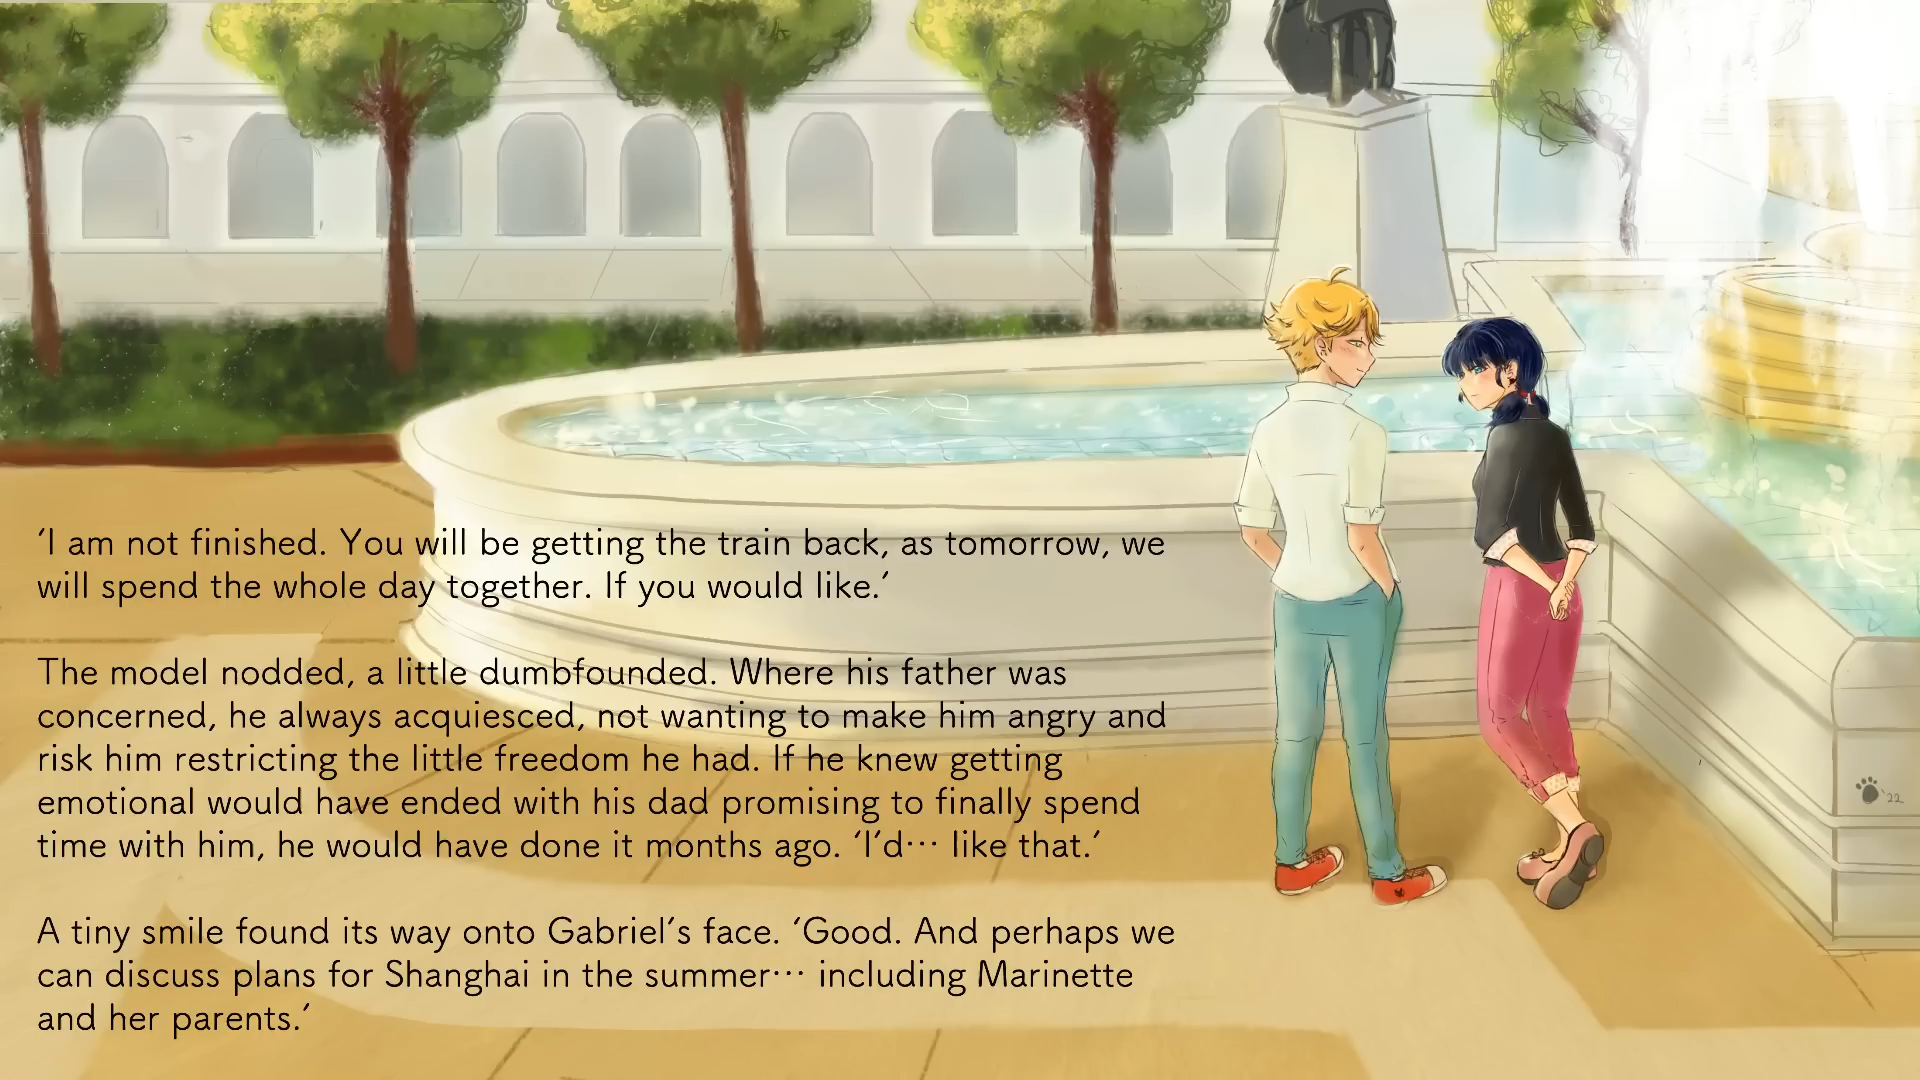 ‘I am not finished. You will be getting the train back, as tomorrow, we
will spend the whole day together. If you would like.’
The model nodded, a little dumbfounded. Where his father was
concerned, he always acquiesced, not wanting to make him angry and
risk him restricting the little freedom he had. If he knew getting
emotional would have ended with his dad promising to finally spend
time with him, he would have done it months ago. ‘I’d… like that.’
A tiny smile found its way onto Gabriel’s face. ‘Good. And perhaps we
can discuss plans for Shanghai in the summer… including Marinette
and her parents.’
‘22